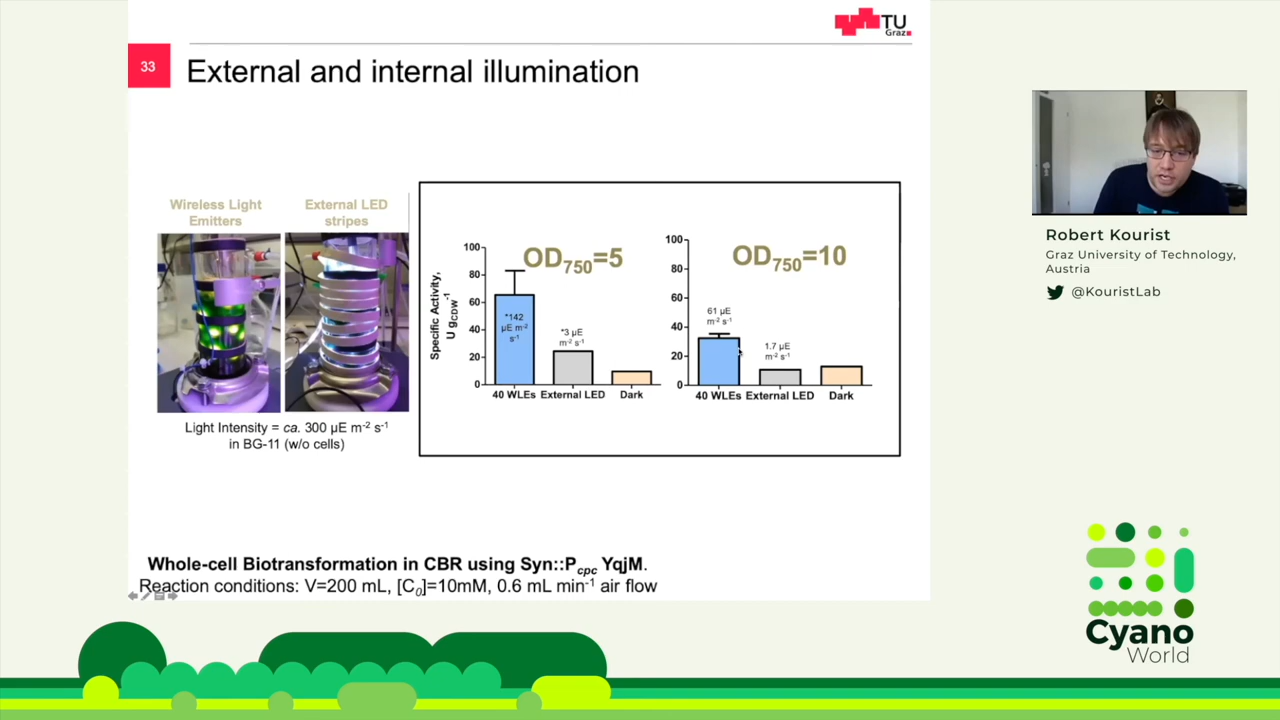 TU
Graz
33
External and internal illumination
Wireless Light
Emitters
External LED
stripes
Light Intensity = ca. 300 µE m-2 s-1
in BG-11 (w/o cells)
Specific Activity,
U gCDW-1
100
80
60
40
20
0
OD750=5
*142
µE m-2
s-1
*3 µE
m-2 s-1
40 WLEs External LED Dark
100
80
60
40
20
0
OD750=10
61 µE
m-2 s-1
1.7 µE
m-2 s-1
40 WLEs External LED Dark
Whole-cell Biotransformation in CBR using Syn::Pcpc YqjM.
Reaction conditions: V=200 mL, [C0]=10mM, 0.6 mL min-1 air flow
Robert Kourist
Graz University of Technology,
Austria
@KouristLab
Cyano
World